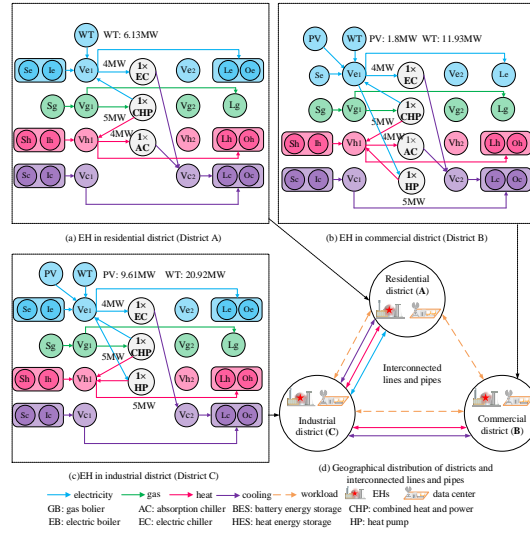 WT WT: 6.13MW
Se Ie Ve1 4MW 1× EC Ve2 Le Oe
Sg Vg1 1× CHP Vg2 Lg
5MW
Sh Ih Vh1 4MW 1× AC Vh2 Lh Oh
Sc Ic Vc1 Vc2 Lc Oc
(a) EH in residential district (District A)
PV WT PV: 1.8MW WT: 11.93MW
Se Ve1 4MW 1× EC Ve2 Le
Sg Vg1 1× CHP Vg2 Lg
5MW
Sh Ih Vh1 4MW 1× AC Vh2 Lh Oh
Sc Ic Vc1 1× HP Vc2 Lc Oc
5MW
(b) EH in commercial district (District B)
PV WT PV: 9.61MW WT: 20.92MW
Se Ie Ve1 4MW 1× EC Ve2 Le Oe
Sg Vg1 1× CHP Vg2 Lg
5MW
Sh Ih Vh1 1× HP Vh2 Lh Oh
5MW
Sc Ic Vc1 Vc2 Lc Oc
(c)EH in industrial district (District C)
Residential
district (A)
Interconnected
lines and pipes
Industrial
district (C)
Commercial
district (B)
(d) Geographical distribution of districts and
interconnected lines and pipes
electricity gas heat cooling workload EHs data center
GB: gas bolier AC: absorption chiller BES: battery energy storage CHP: combined heat and power
EB: electric boiler EC: electric chiller HES: heat energy storage HP: heat pump